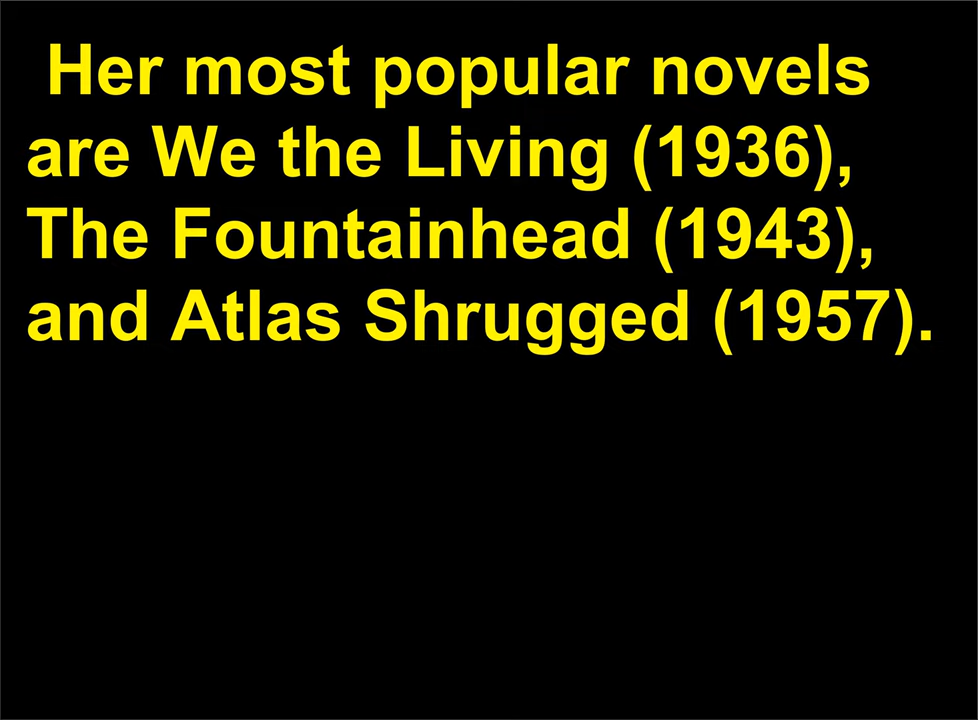 Her most popular novels
are We the Living (1936),
The Fountainhead (1943),
and Atlas Shrugged (1957).